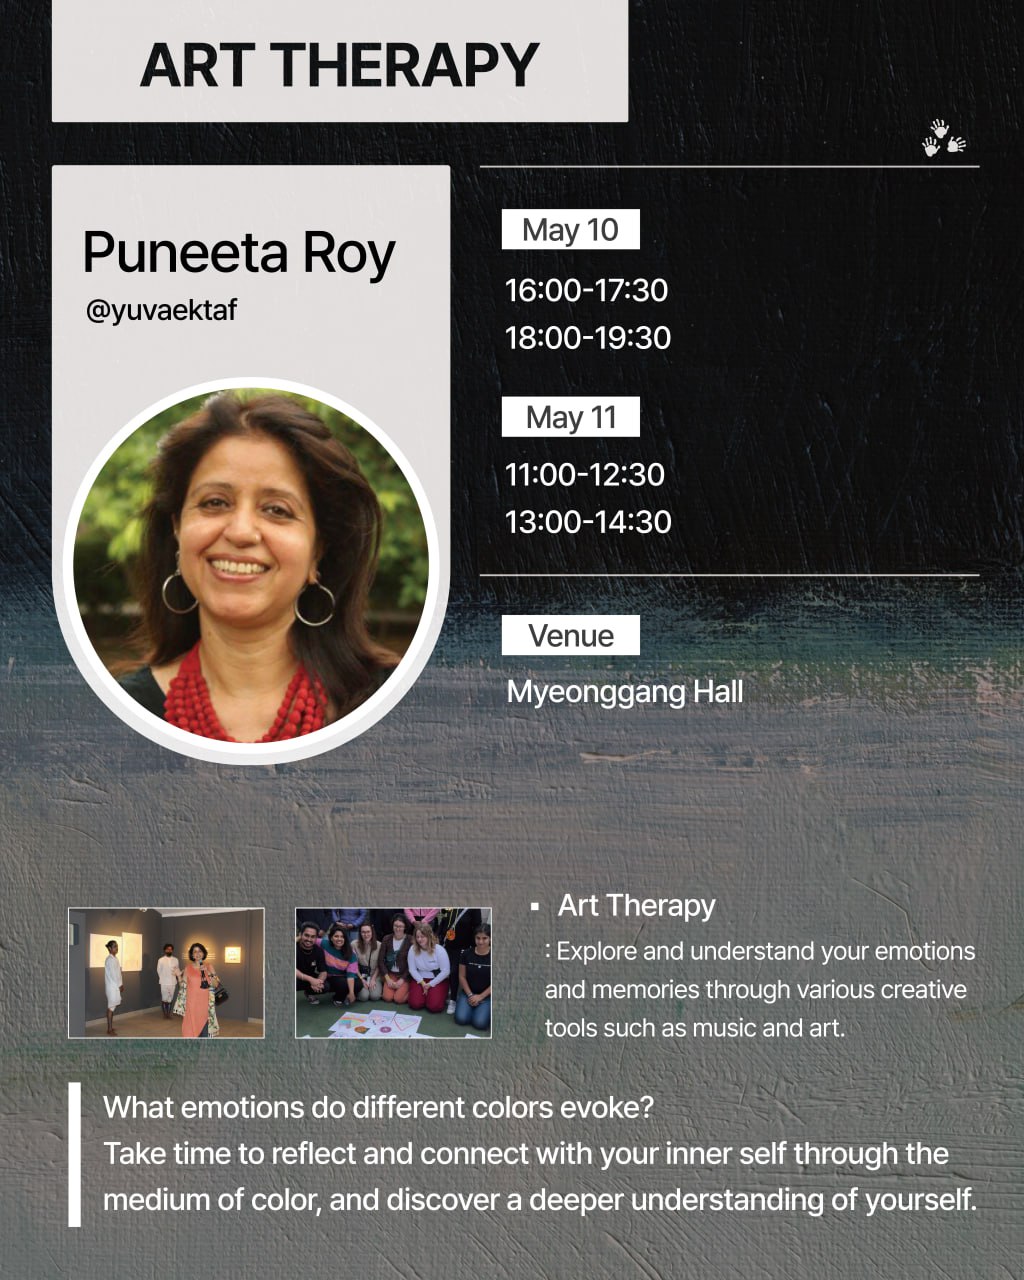 ART THERAPY
Puneeta Roy
@yuvaektaf
May 10
16:00-17:30
18:00-19:30
May 11
11:00-12:30
13:00-14:30
Venue
Myeonggang Hall
▪ Art Therapy
: Explore and understand your emotions
and memories through various creative
tools such as music and art.
What emotions do different colors evoke?
Take time to reflect and connect with your inner self through the
medium of color, and discover a deeper understanding of yourself.